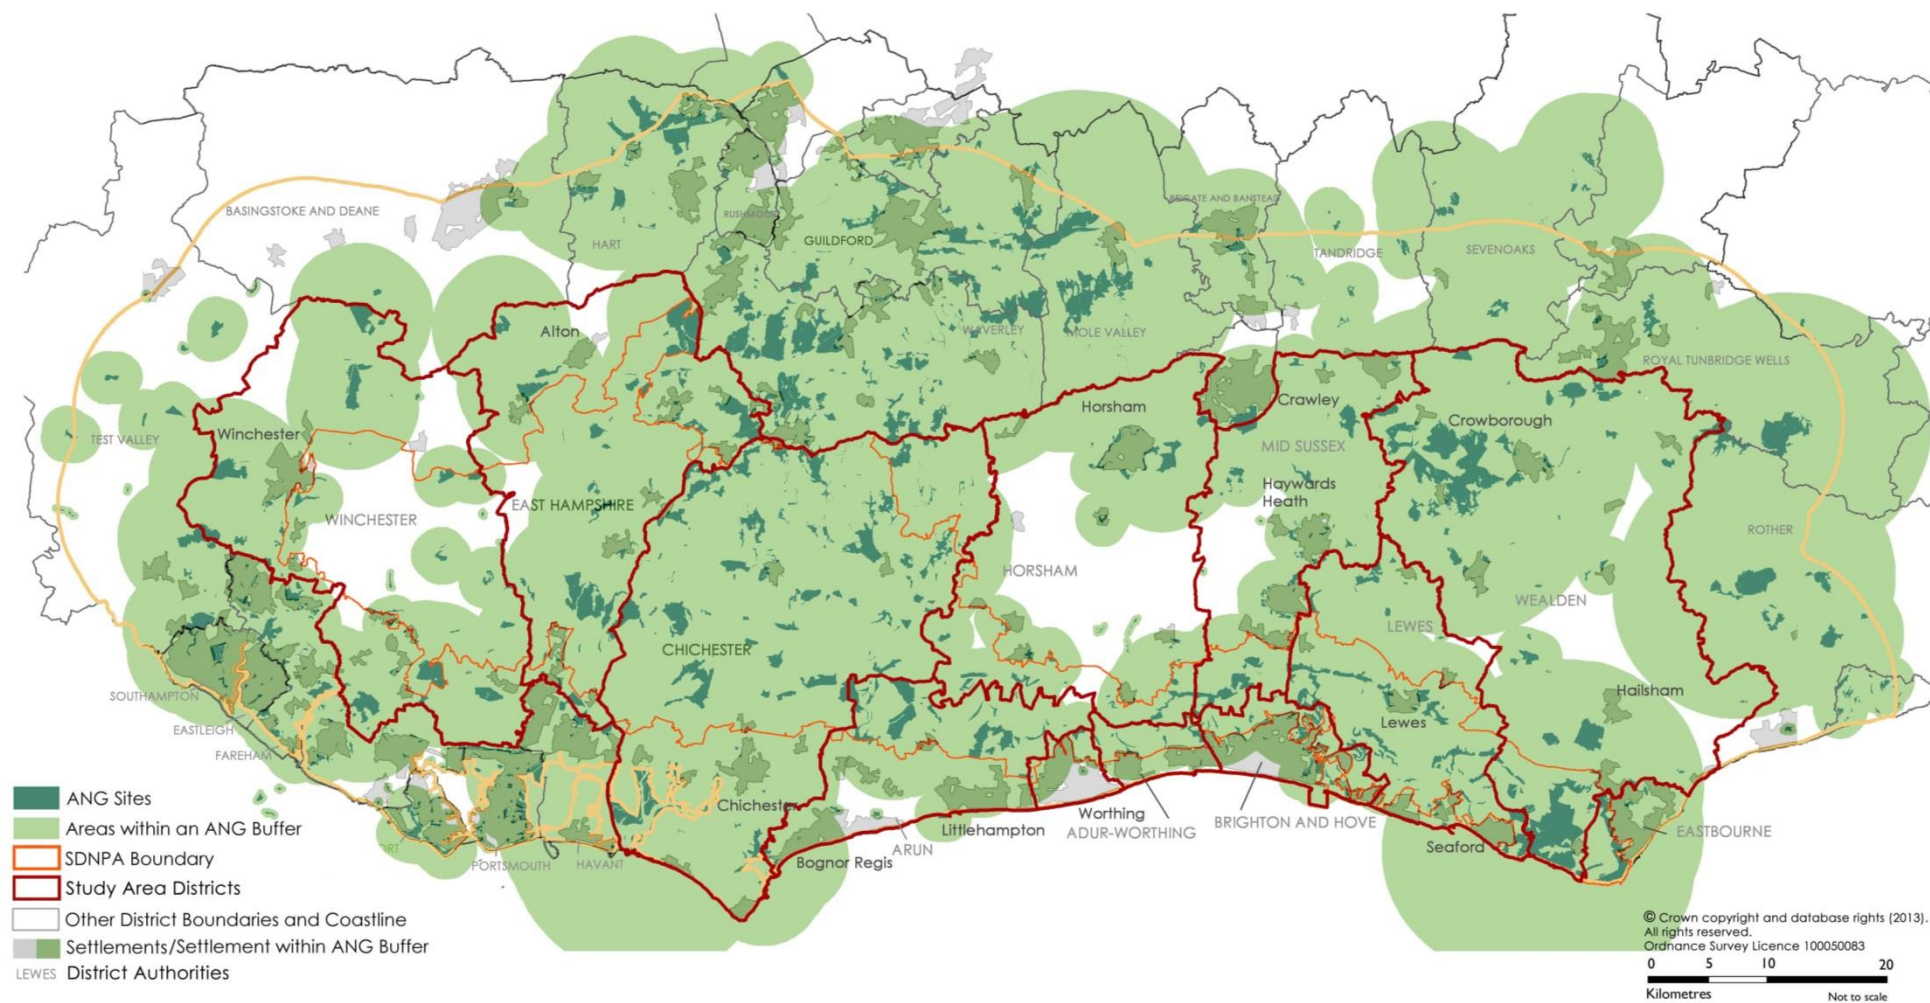 BASINGSTOKE AND DEANE
HART
RUSHMOOR
GUILDFORD
REIGATE AND BANSTEAD
TANDRIDGE
SEVENOAKS
Alton
WAVERLEY
MOLE VALLEY
ROYAL TUNBRIDGE WELLS
TEST VALLEY
Winchester
Horsham
Crawley
Crowborough
MID SUSSEX
Haywards
Heath
WINCHESTER
EAST HAMPSHIRE
ROTHER
HORSHAM
WEALDEN
LEWES
CHICHESTER
SOUTHAMPTON
EASTLEIGH
FAREHAM
Hailsham
Lewes
Chichester
Worthing
ADUR-WORTHING
BRIGHTON AND HOVE
EASTBOURNE
Littlehampton
ARUN
Bognor Regis
Seaford
PORTSMOUTH
HAVANT
ANG Sites
Areas within an ANG Buffer
SDNPA Boundary
Study Area Districts
Other District Boundaries and Coastline
Settlements/Settlement within ANG Buffer
LEWES District Authorities
© Crown copyright and database rights (2013).
All rights reserved.
Ordnance Survey Licence 100050083
0 5 10 20
Kilometres
Not to scale